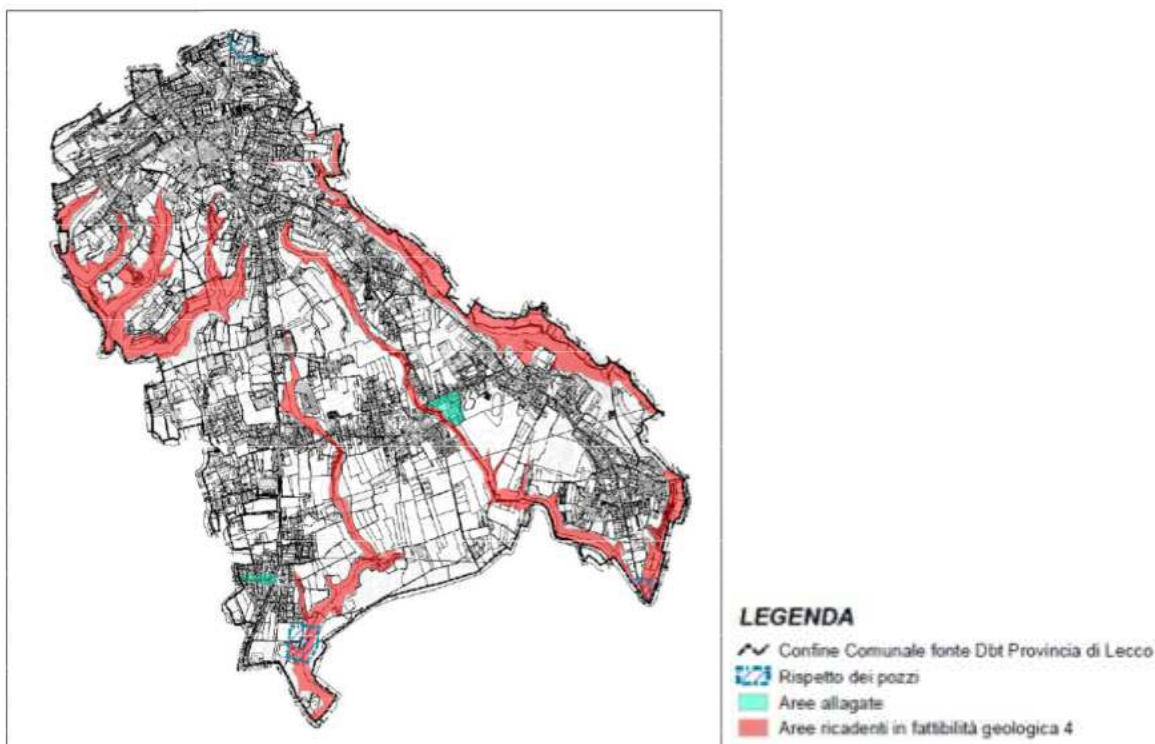 LEGENDA
Confine Comunale fonte Dbt Provincia di Lecco
Rispetto dei pozzi
Aree allagate
Aree ricadenti in fattibilità geologica 4